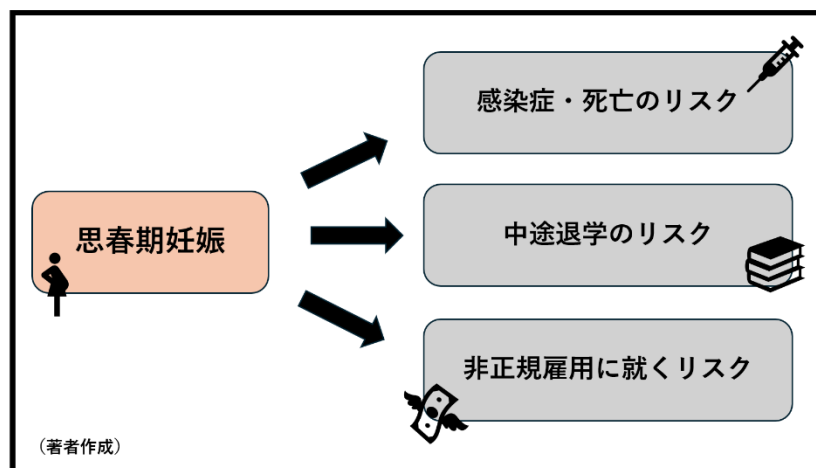 感染症・死亡のリスク
思春期妊娠
中途退学のリスク
非正規雇用に就くリスク
（著者作成）